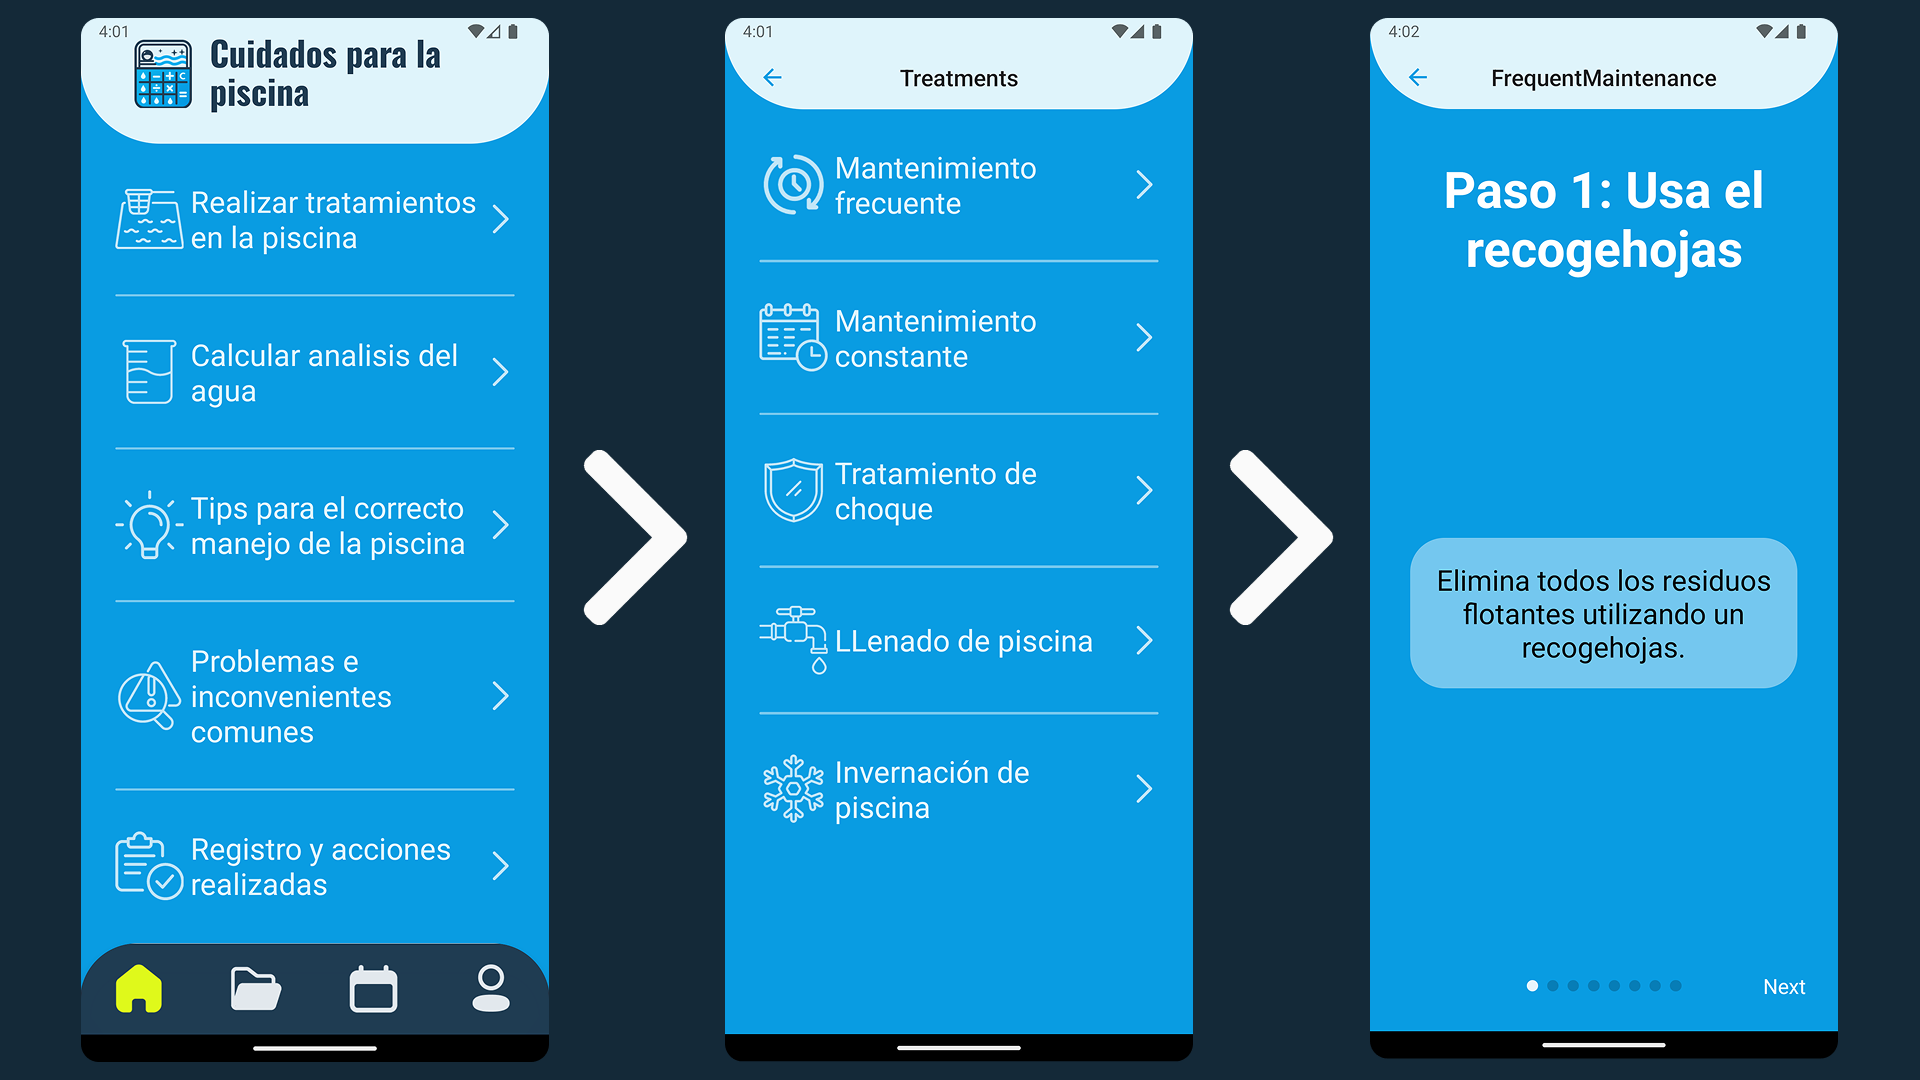 4:01
Cuidados para la
piscina
Realizar tratamientos
en la piscina
Calcular analisis del
agua
Tips para el correcto
manejo de la piscina
Problemas e
inconvenientes
comunes
Registro y acciones
realizadas
4:01
Treatments
Mantenimiento
frecuente
Mantenimiento
constante
Tratamiento de
choque
LLenado de piscina
Invernación de
piscina
4:02
FrequentMaintenance
Paso 1: Usa el
recogehojas
Elimina todos los residuos
flotantes utilizando un
recogehojas.
Next